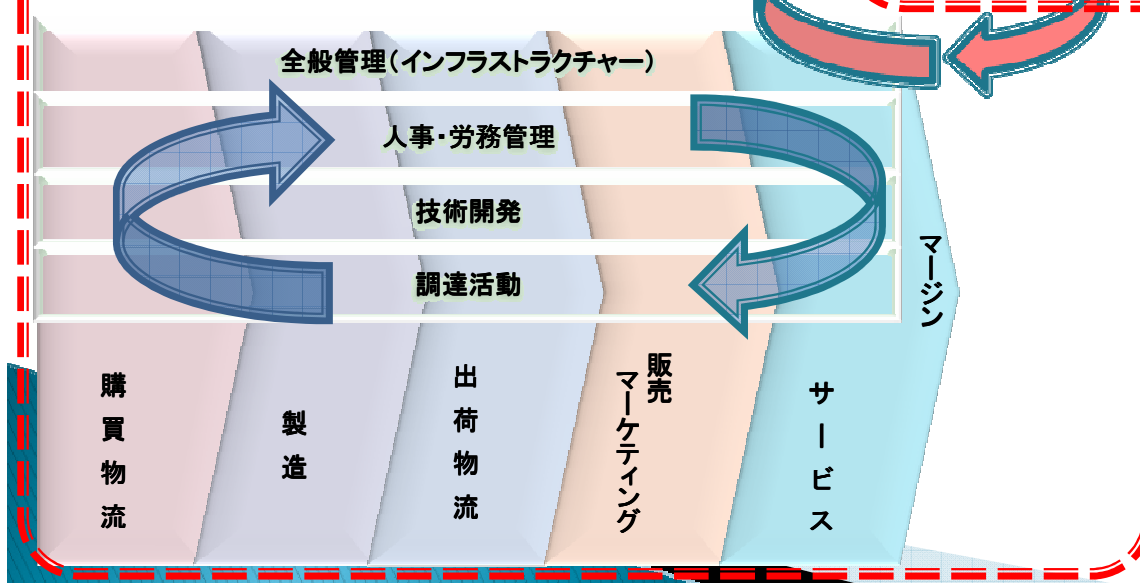 全般管理(インフラストラクチャー)
人事・労務管理
技術開発
調達活動
マージン
購買物流
製造
出荷物流
販売
マーケティング
サービス